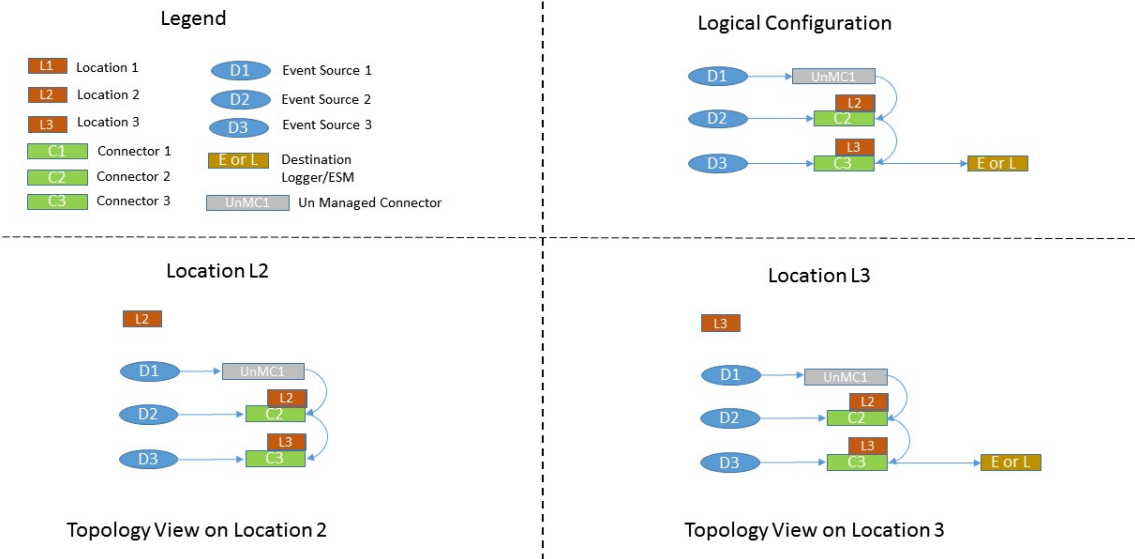 Legend
L1 Location 1
L2 Location 2
L3 Location 3
C1 Connector 1
C2 Connector 2
C3 Connector 3
D1 Event Source 1
D2 Event Source 2
D3 Event Source 3
E or L Destination
Logger/ESM
UnMC1 Un Managed Connector
Logical Configuration
D1 UnMC1
L2
D2 C2
L3
D3 C3 E or L
Location L2
L2
D1 UnMC1
L2
D2 C2
L3
D3 C3
Topology View on Location 2
Location L3
L3
D1 UnMC1
L2
D2 C2
L3
D3 C3 E or L
Topology View on Location 3